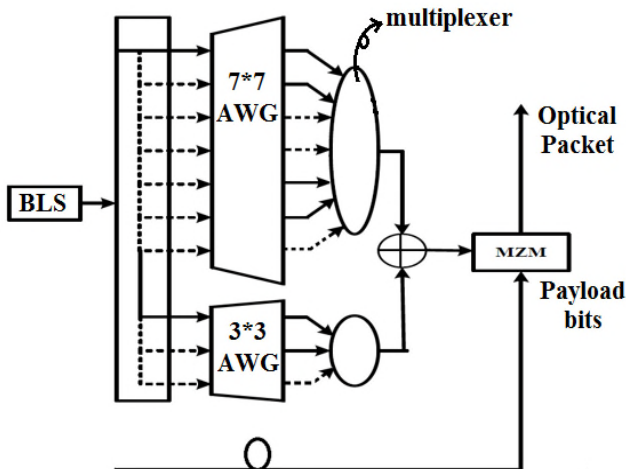 multiplexer
7*7
AWG
Optical
Packet
BLS
MZM
Payload
bits
3*3
AWG